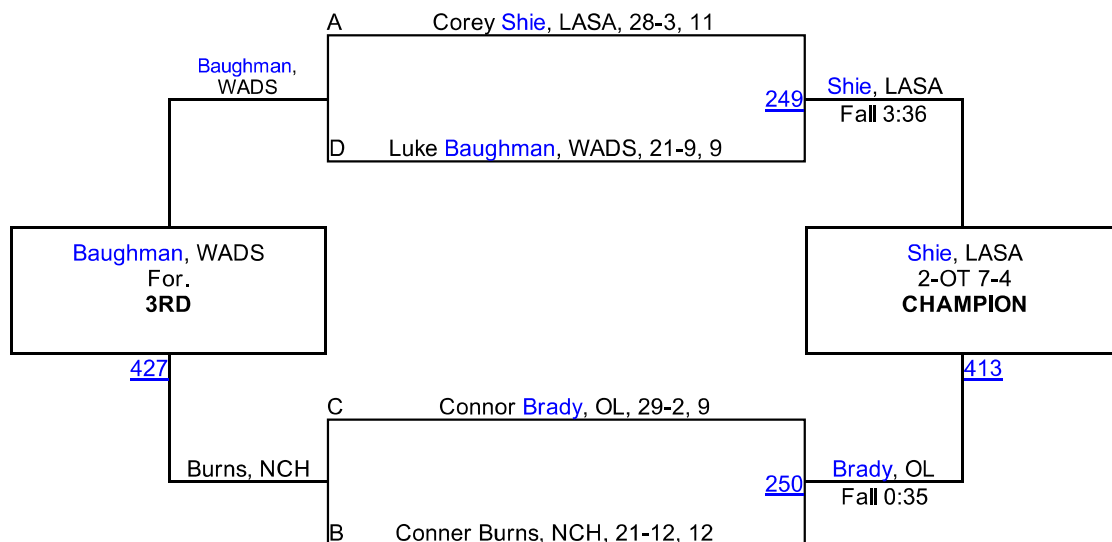 A
Corey Shie, LASA, 28-3, 11
Baughman,
WADS
249
Shie, LASA
Fall 3:36
D
Luke Baughman, WADS, 21-9, 9
Baughman, WADS
For.
3RD
Shie, LASA
2-OT 7-4
CHAMPION
427
413
C
Connor Brady, OL, 29-2, 9
Burns, NCH
250
Brady, OL
Fall 0:35
B
Conner Burns, NCH, 21-12, 12